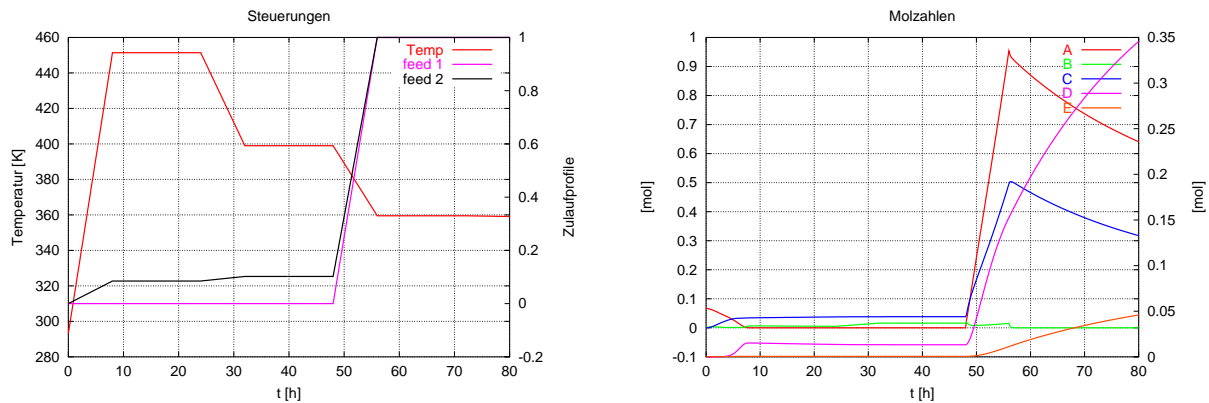 Steuerungen
Temperatur [K]
460
440
420
400
380
360
340
320
300
280
0 10 20 30 40 50 60 70 80
t [h]
1
0.8
0.6
0.4
0.2
0
-0.2
Zulaufprofile
Temp
feed 1
feed 2
Molzahlen
[mol]
1
0.9
0.8
0.7
0.6
0.5
0.4
0.3
0.2
0.1
0
-0.1
0 10 20 30 40 50 60 70 80
t [h]
0.35
0.3
0.25
0.2
0.15
0.1
0.05
0
[mol]
A
B
C
D
E